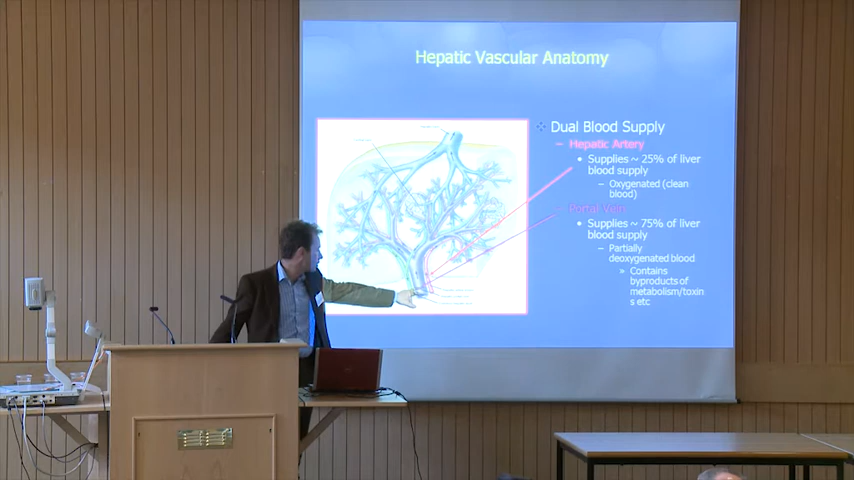 Hepatic Vascular Anatomy
Dual Blood Supply
– Hepatic Artery
• Supplies ~ 25% of liver
blood supply
– Oxygenated (clean
blood)
– Portal Vein
• Supplies ~ 75% of liver
blood supply
– Partially
deoxygenated blood
» Contains
byproducts of
metabolism/toxin
s etc